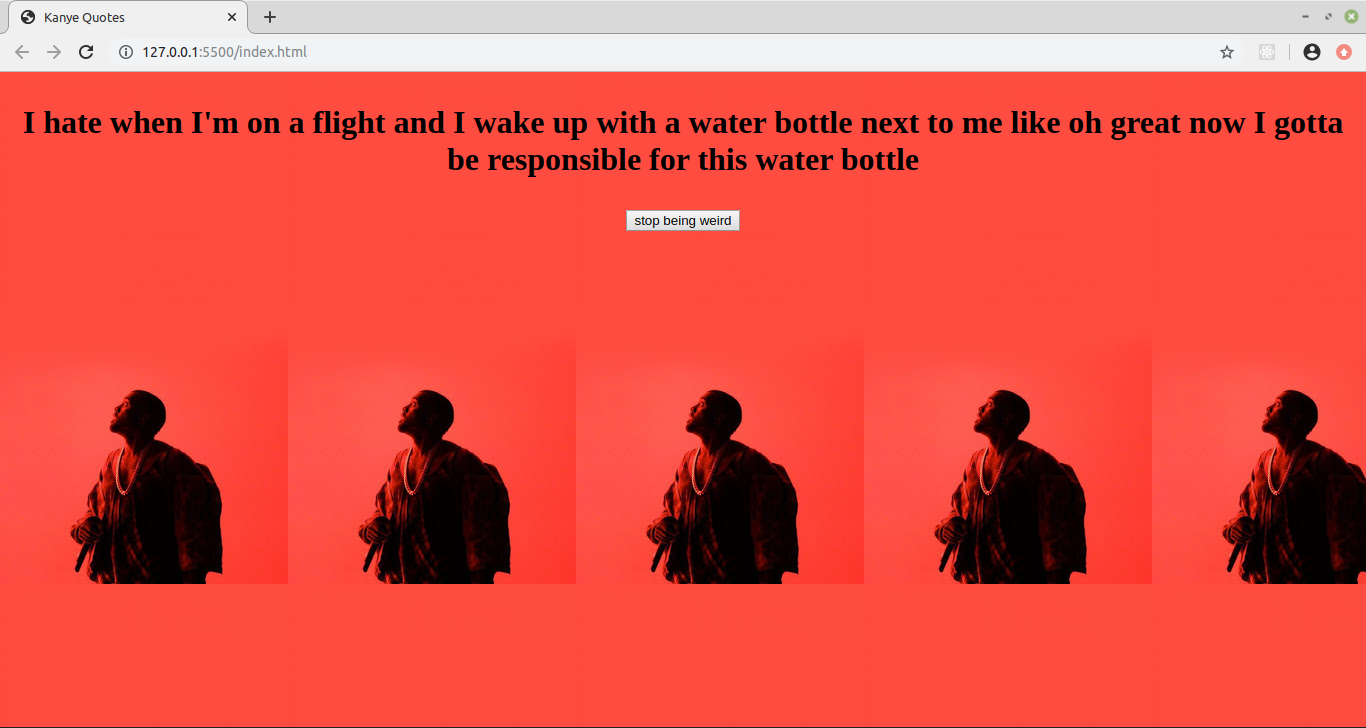 Kanye Quotes
127.0.0.1:5500/index.html
I hate when I'm on a flight and I wake up with a water bottle next to me like oh great now I gotta
be responsible for this water bottle
stop being weird